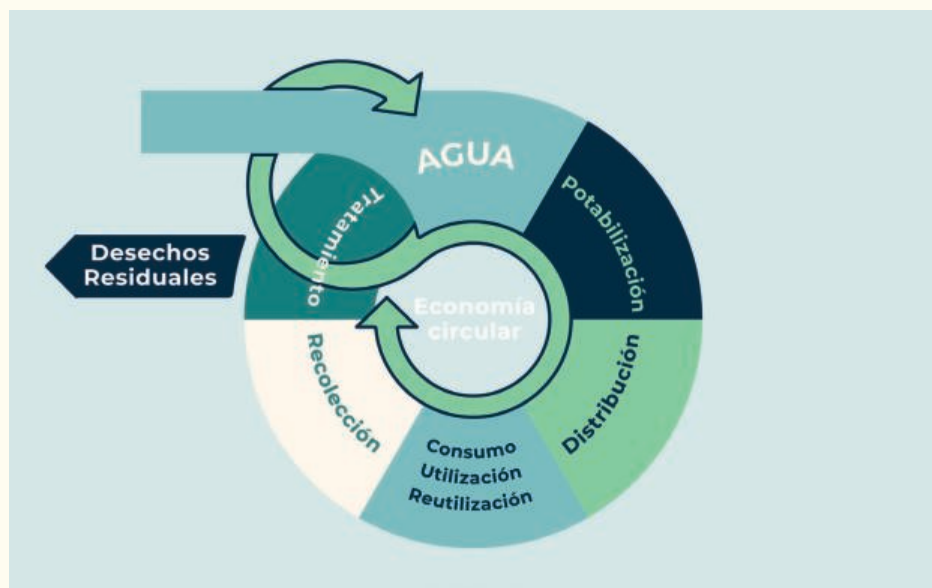 AGUA
Potabilización
Distribución
Consumo
Utilización
Reutilización
Recolección
Tratamiento
Desechos
Residuales
Economía
circular